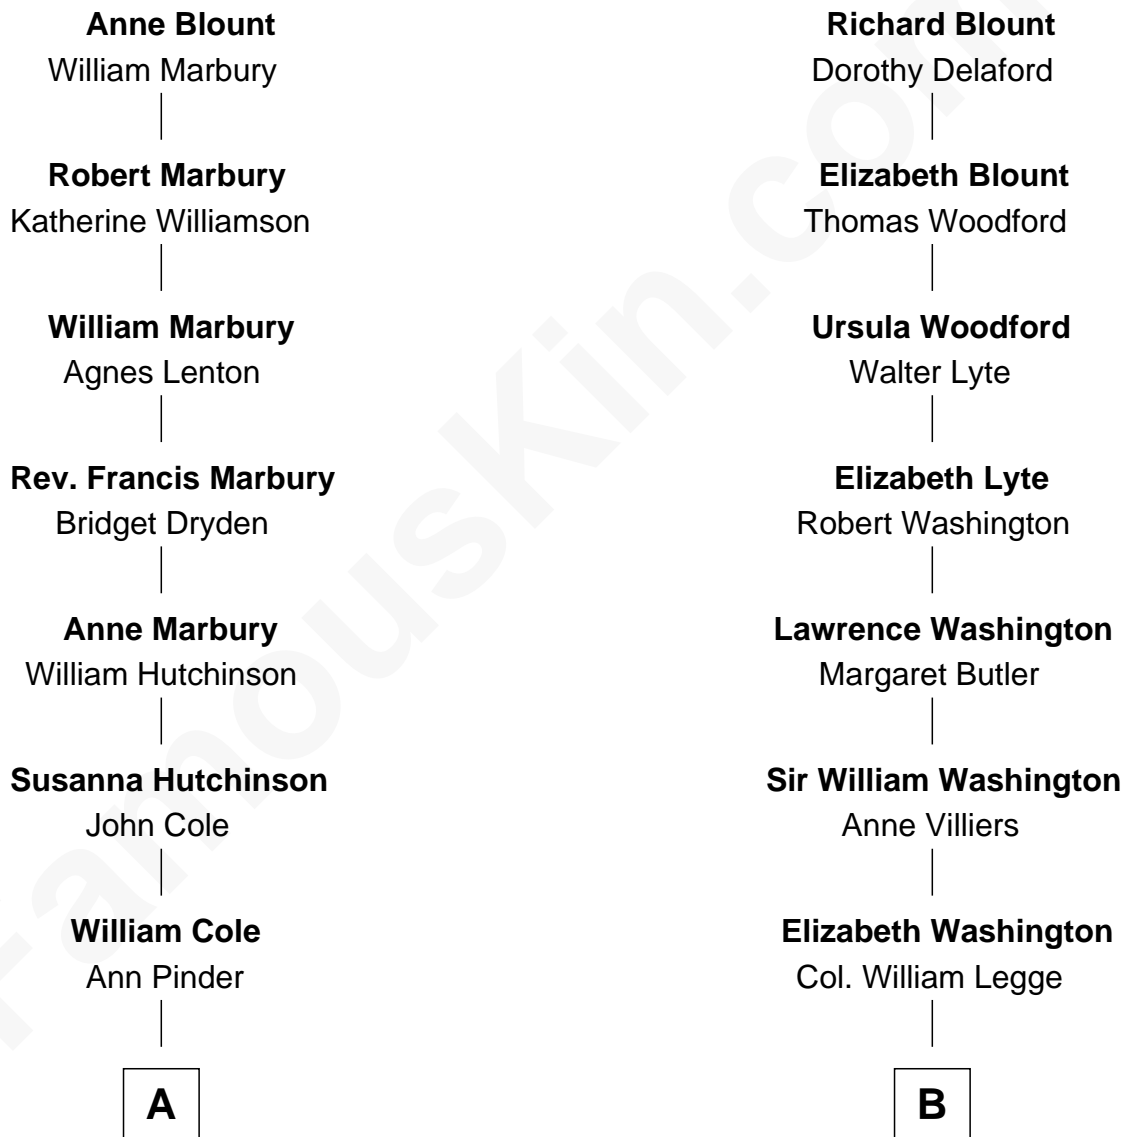 Anne Blount
William Marbury
Robert Marbury
Katherine Williamson
William Marbury
Agnes Lenton
Rev. Francis Marbury
Bridget Dryden
Anne Marbury
William Hutchinson
Susanna Hutchinson
John Cole
William Cole
Ann Pinder
A
Richard Blount
Dorothy Delaford
Elizabeth Blount
Thomas Woodford
Ursula Woodford
Walter Lyte
Elizabeth Lyte
Robert Washington
Lawrence Washington
Margaret Butler
Sir William Washington
Anne Villiers
Elizabeth Washington
Col. William Legge
B
FamousKin.com